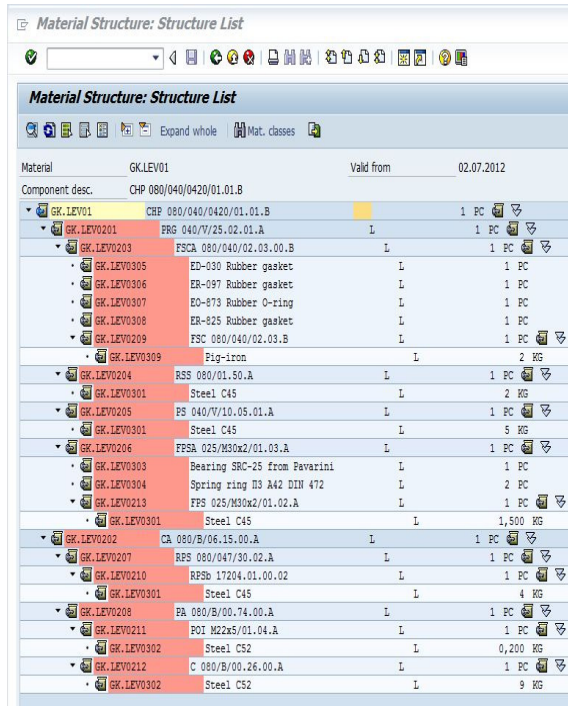 Material Structure: Structure List
Material Structure: Structure List
Expand whole Mat. classes
Material GK.LEV01 Valid from 02.07.2012
Component desc. CHP 080/040/0420/01.01.B
GK.LEV01 CHP 080/040/0420/01.01.B 1 PC
GK.LEV0201 PRG 040/V/25.02.01.A L 1 PC
GK.LEV0203 FSCA 080/040/02.03.00.B L 1 PC
GK.LEV0305 ED-030 Rubber gasket L 1 PC
GK.LEV0306 ER-097 Rubber gasket L 1 PC
GK.LEV0307 EO-873 Rubber O-ring L 1 PC
GK.LEV0308 ER-825 Rubber gasket L 1 PC
GK.LEV0209 FSC 080/040/02.03.B L 1 PC
GK.LEV0309 Pig-iron L 2 KG
GK.LEV0204 RSS 080/01.50.A L 1 PC
GK.LEV0301 Steel C45 L 2 KG
GK.LEV0205 PS 040/V/10.05.01.A L 1 PC
GK.LEV0301 Steel C45 L 5 KG
GK.LEV0206 FPSA 025/M30x2/01.03.A L 1 PC
GK.LEV0303 Bearing SRC-25 from Pavarini L 1 PC
GK.LEV0304 Spring ring П3 A42 DIN 472 L 2 PC
GK.LEV0213 FPS 025/M30x2/01.02.A L 1 PC
GK.LEV0301 Steel C45 L 1,500 KG
GK.LEV0202 CA 080/B/06.15.00.A L 1 PC
GK.LEV0207 RPS 080/047/30.02.A L 1 PC
GK.LEV0210 RPSb 17204.01.00.02 L 1 PC
GK.LEV0301 Steel C45 L 4 KG
GK.LEV0208 PA 080/B/00.74.00.A L 1 PC
GK.LEV0211 POI M22x5/01.04.A L 1 PC
GK.LEV0302 Steel C52 L 0,200 KG
GK.LEV0212 C 080/B/00.26.00.A L 1 PC
GK.LEV0302 Steel C52 L 9 KG